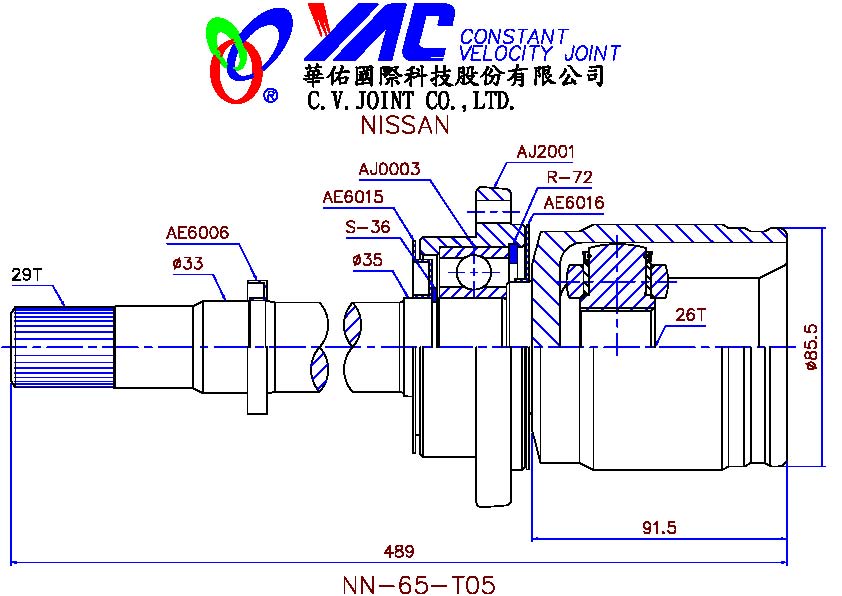 YAC CONSTANT
VELOCITY JOINT
®
華佑國際科技股份有限公司
C.V.JOINT CO.,LTD.
NISSAN
AJ2001
AJ0003
R-72
AE6015
AE6016
S-36
AE6006
ø33
ø35
29T
26T
ø85.5
91.5
489
NN-65-T05